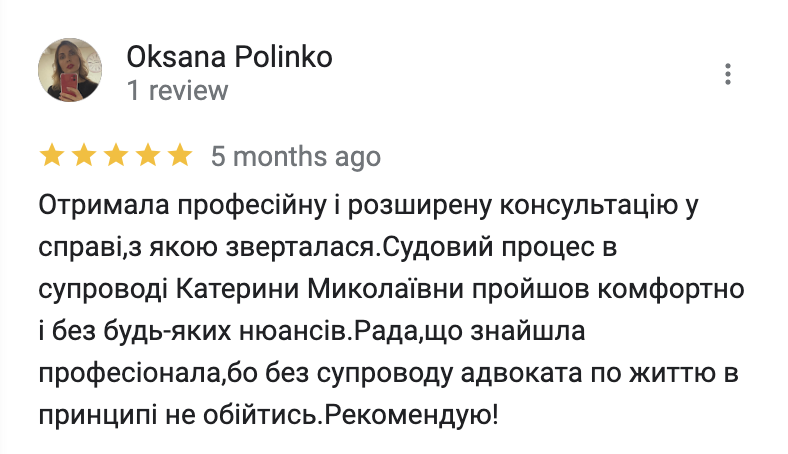 Oksana Polinko
1 review
5 months ago
Отримала професійну і розширену консультацію у
справі,з якою зверталася.Судовий процес в
супроводі Катерини Миколаївни пройшов комфортно
і без будь-яких нюансів.Рада,що знайшла
професіонала,бо без супроводу адвоката по життю в
принципі не обійтись.Рекомендую!